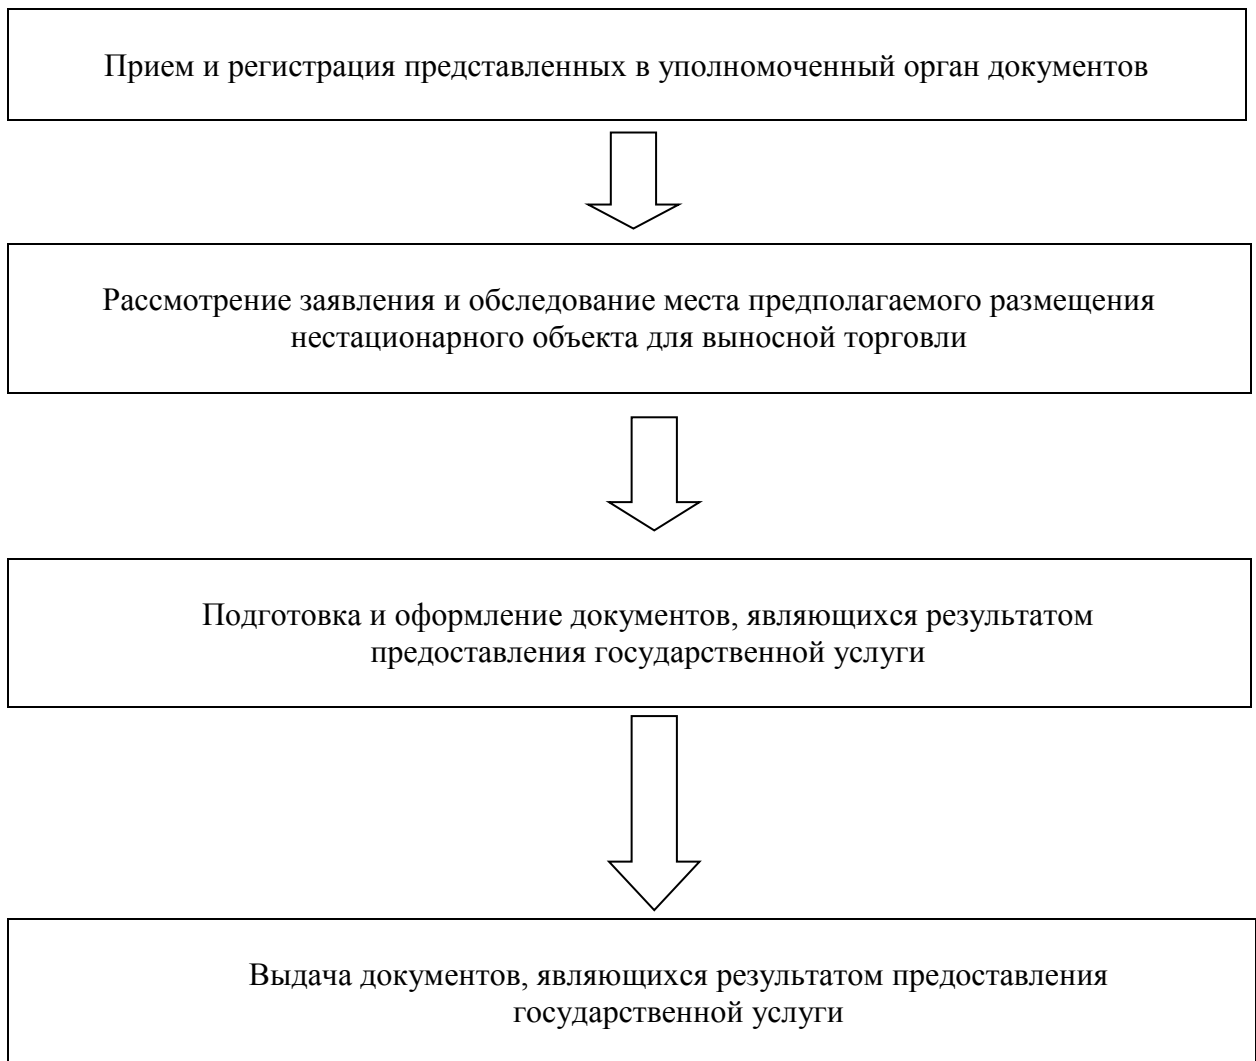 Прием и регистрация представленных в уполномоченный орган документов
Рассмотрение заявления и обследование места предполагаемого размещения
нестационарного объекта для выносной торговли
Подготовка и оформление документов, являющихся результатом
предоставления государственной услуги
Выдача документов, являющихся результатом предоставления
государственной услуги